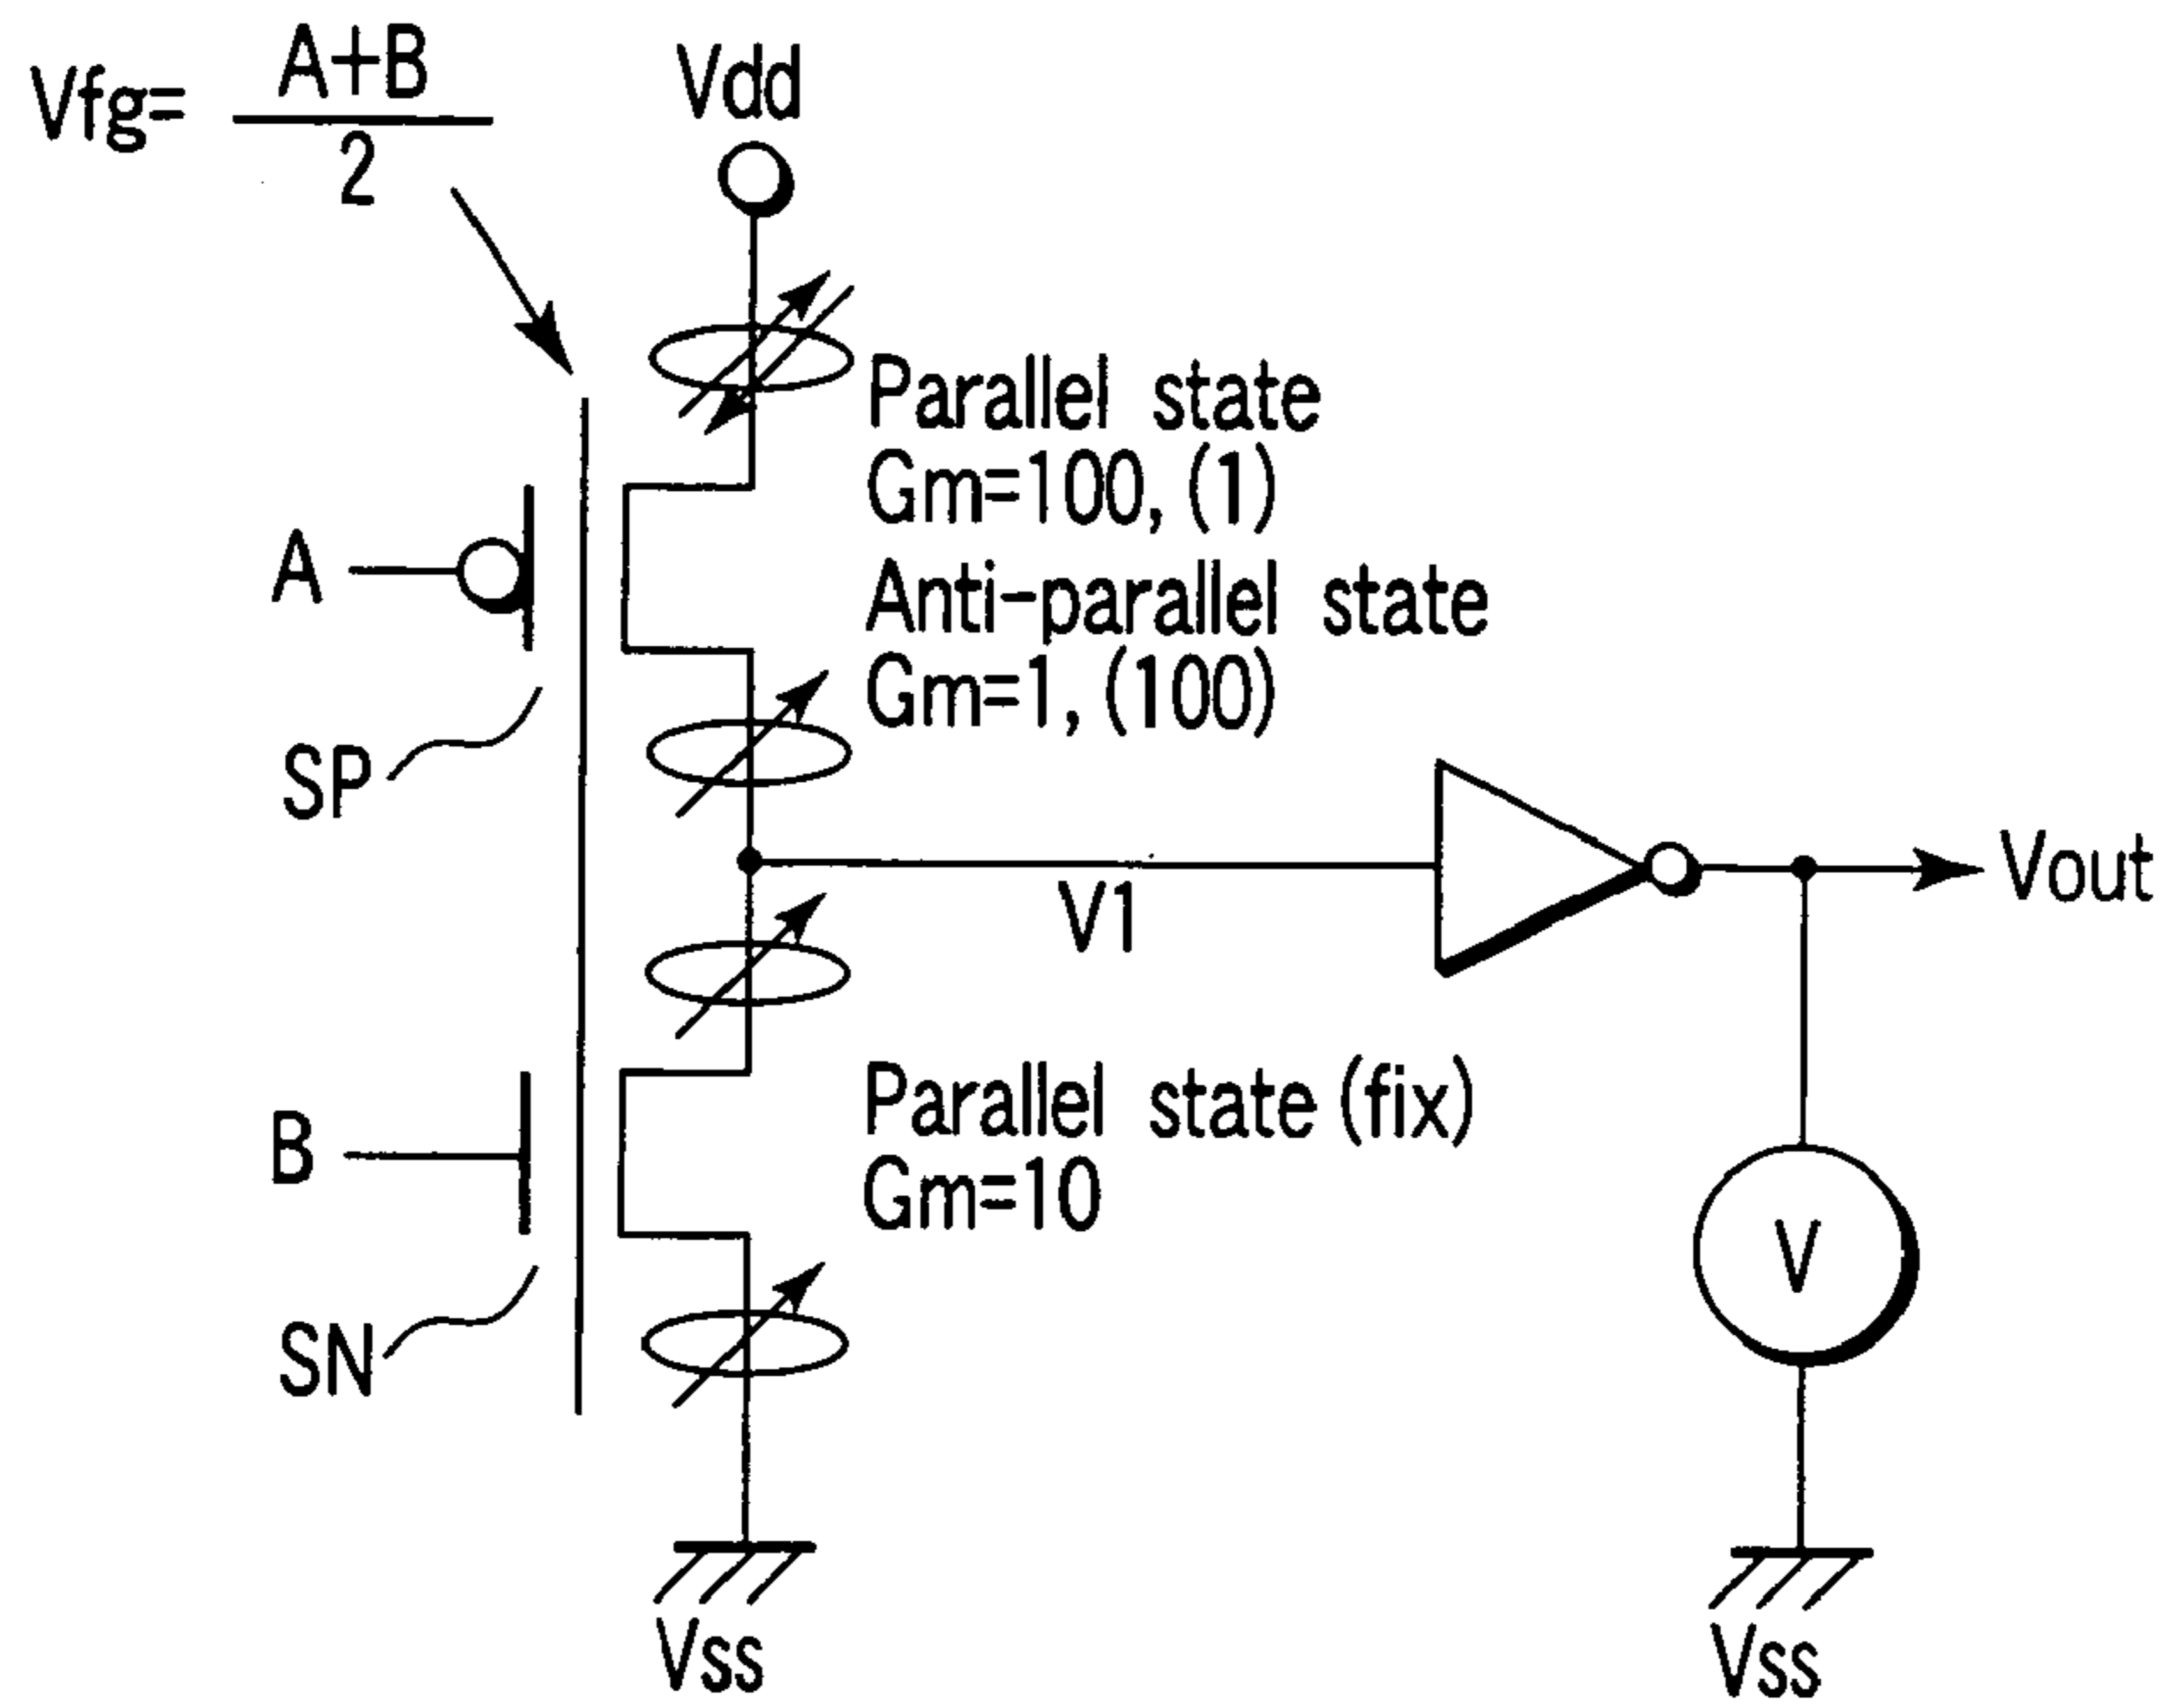 Vfg= A+B
2
Vdd
Parallel state
Gm=100, (1)
A
Anti-parallel state
Gm=1, (100)
SP
V1
Vout
Parallel state (fix)
B
Gm=10
V
SN
Vss
Vss